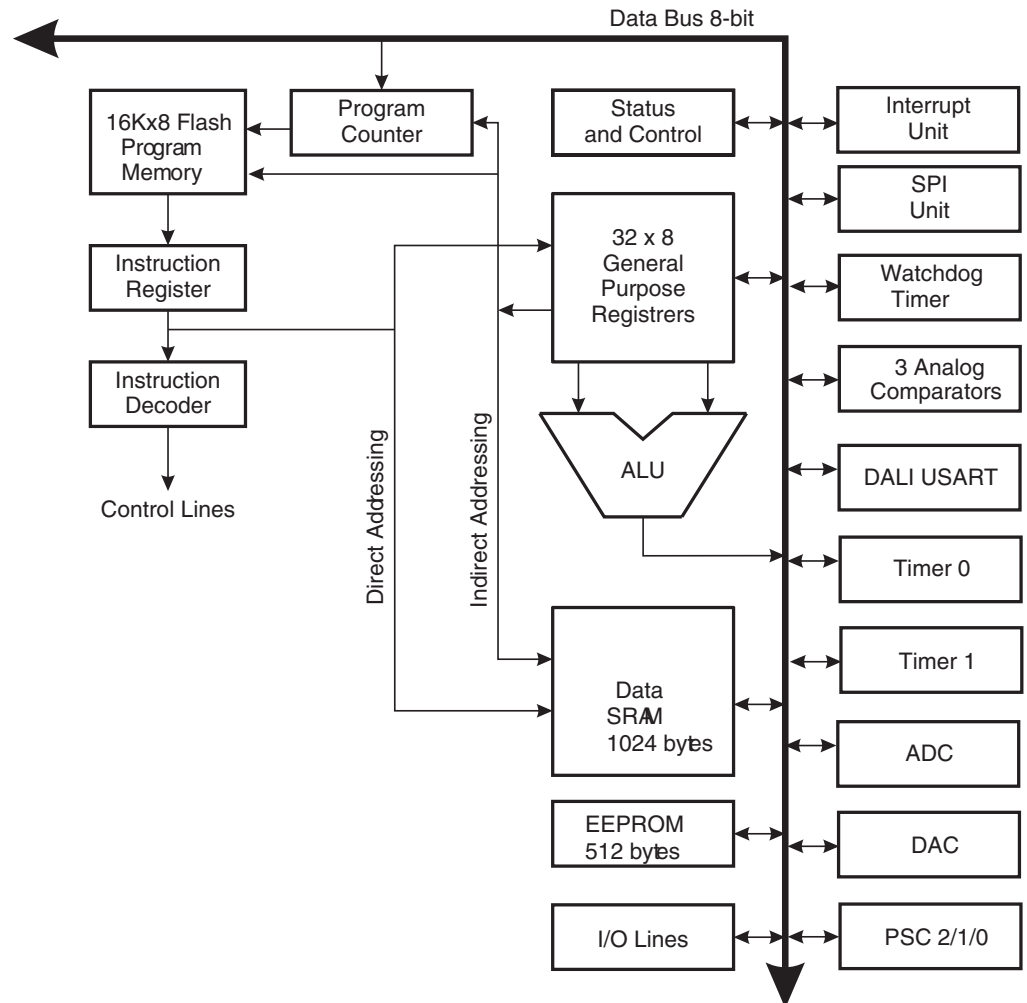 Data Bus 8-bit
16Kx8 Flash
Program
Memory
Program
Counter
Status
and Control
Interrupt
Unit
SPI
Unit
Instruction
Register
32 x 8
General
Purpose
Registrers
Watchdog
Timer
Instruction
Decoder
3 Analog
Comparators
Direct Addressing
Indirect Addressing
ALU
DALI USART
Control Lines
Timer 0
Timer 1
Data
SRAM
1024 bytes
ADC
EEPROM
512 bytes
DAC
I/O Lines
PSC 2/1/0